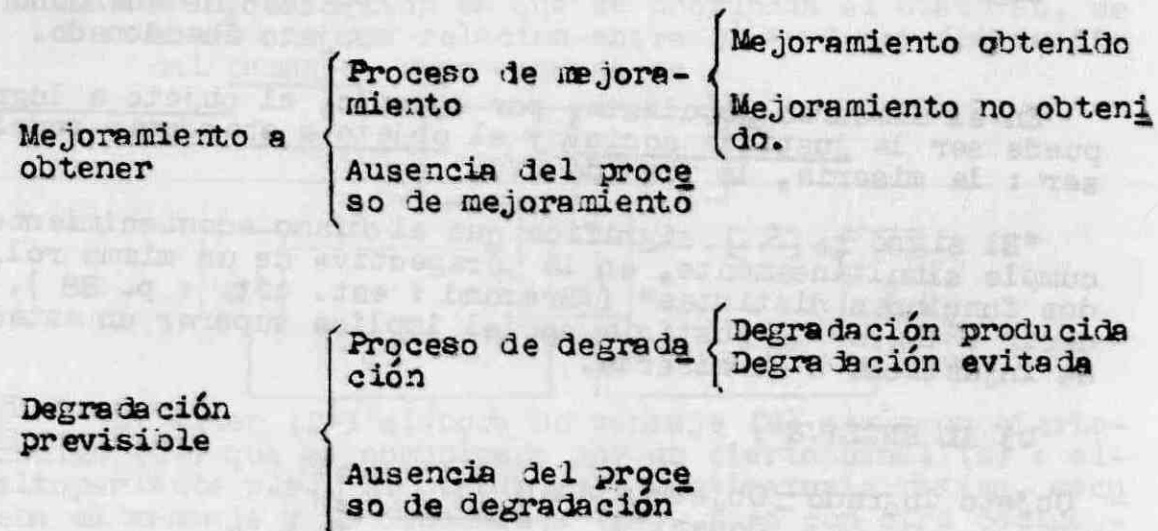 Mejoramiento a
obtener
Proceso de mejora-
miento
Mejoramiento obtenido
Mejoramiento no obteni
do.
Ausencia del proce
so de mejoramiento
Degradación
previsible
Proceso de degrada
ción
Degradación producida
Degradación evitada
Ausencia del proce
so de degradación